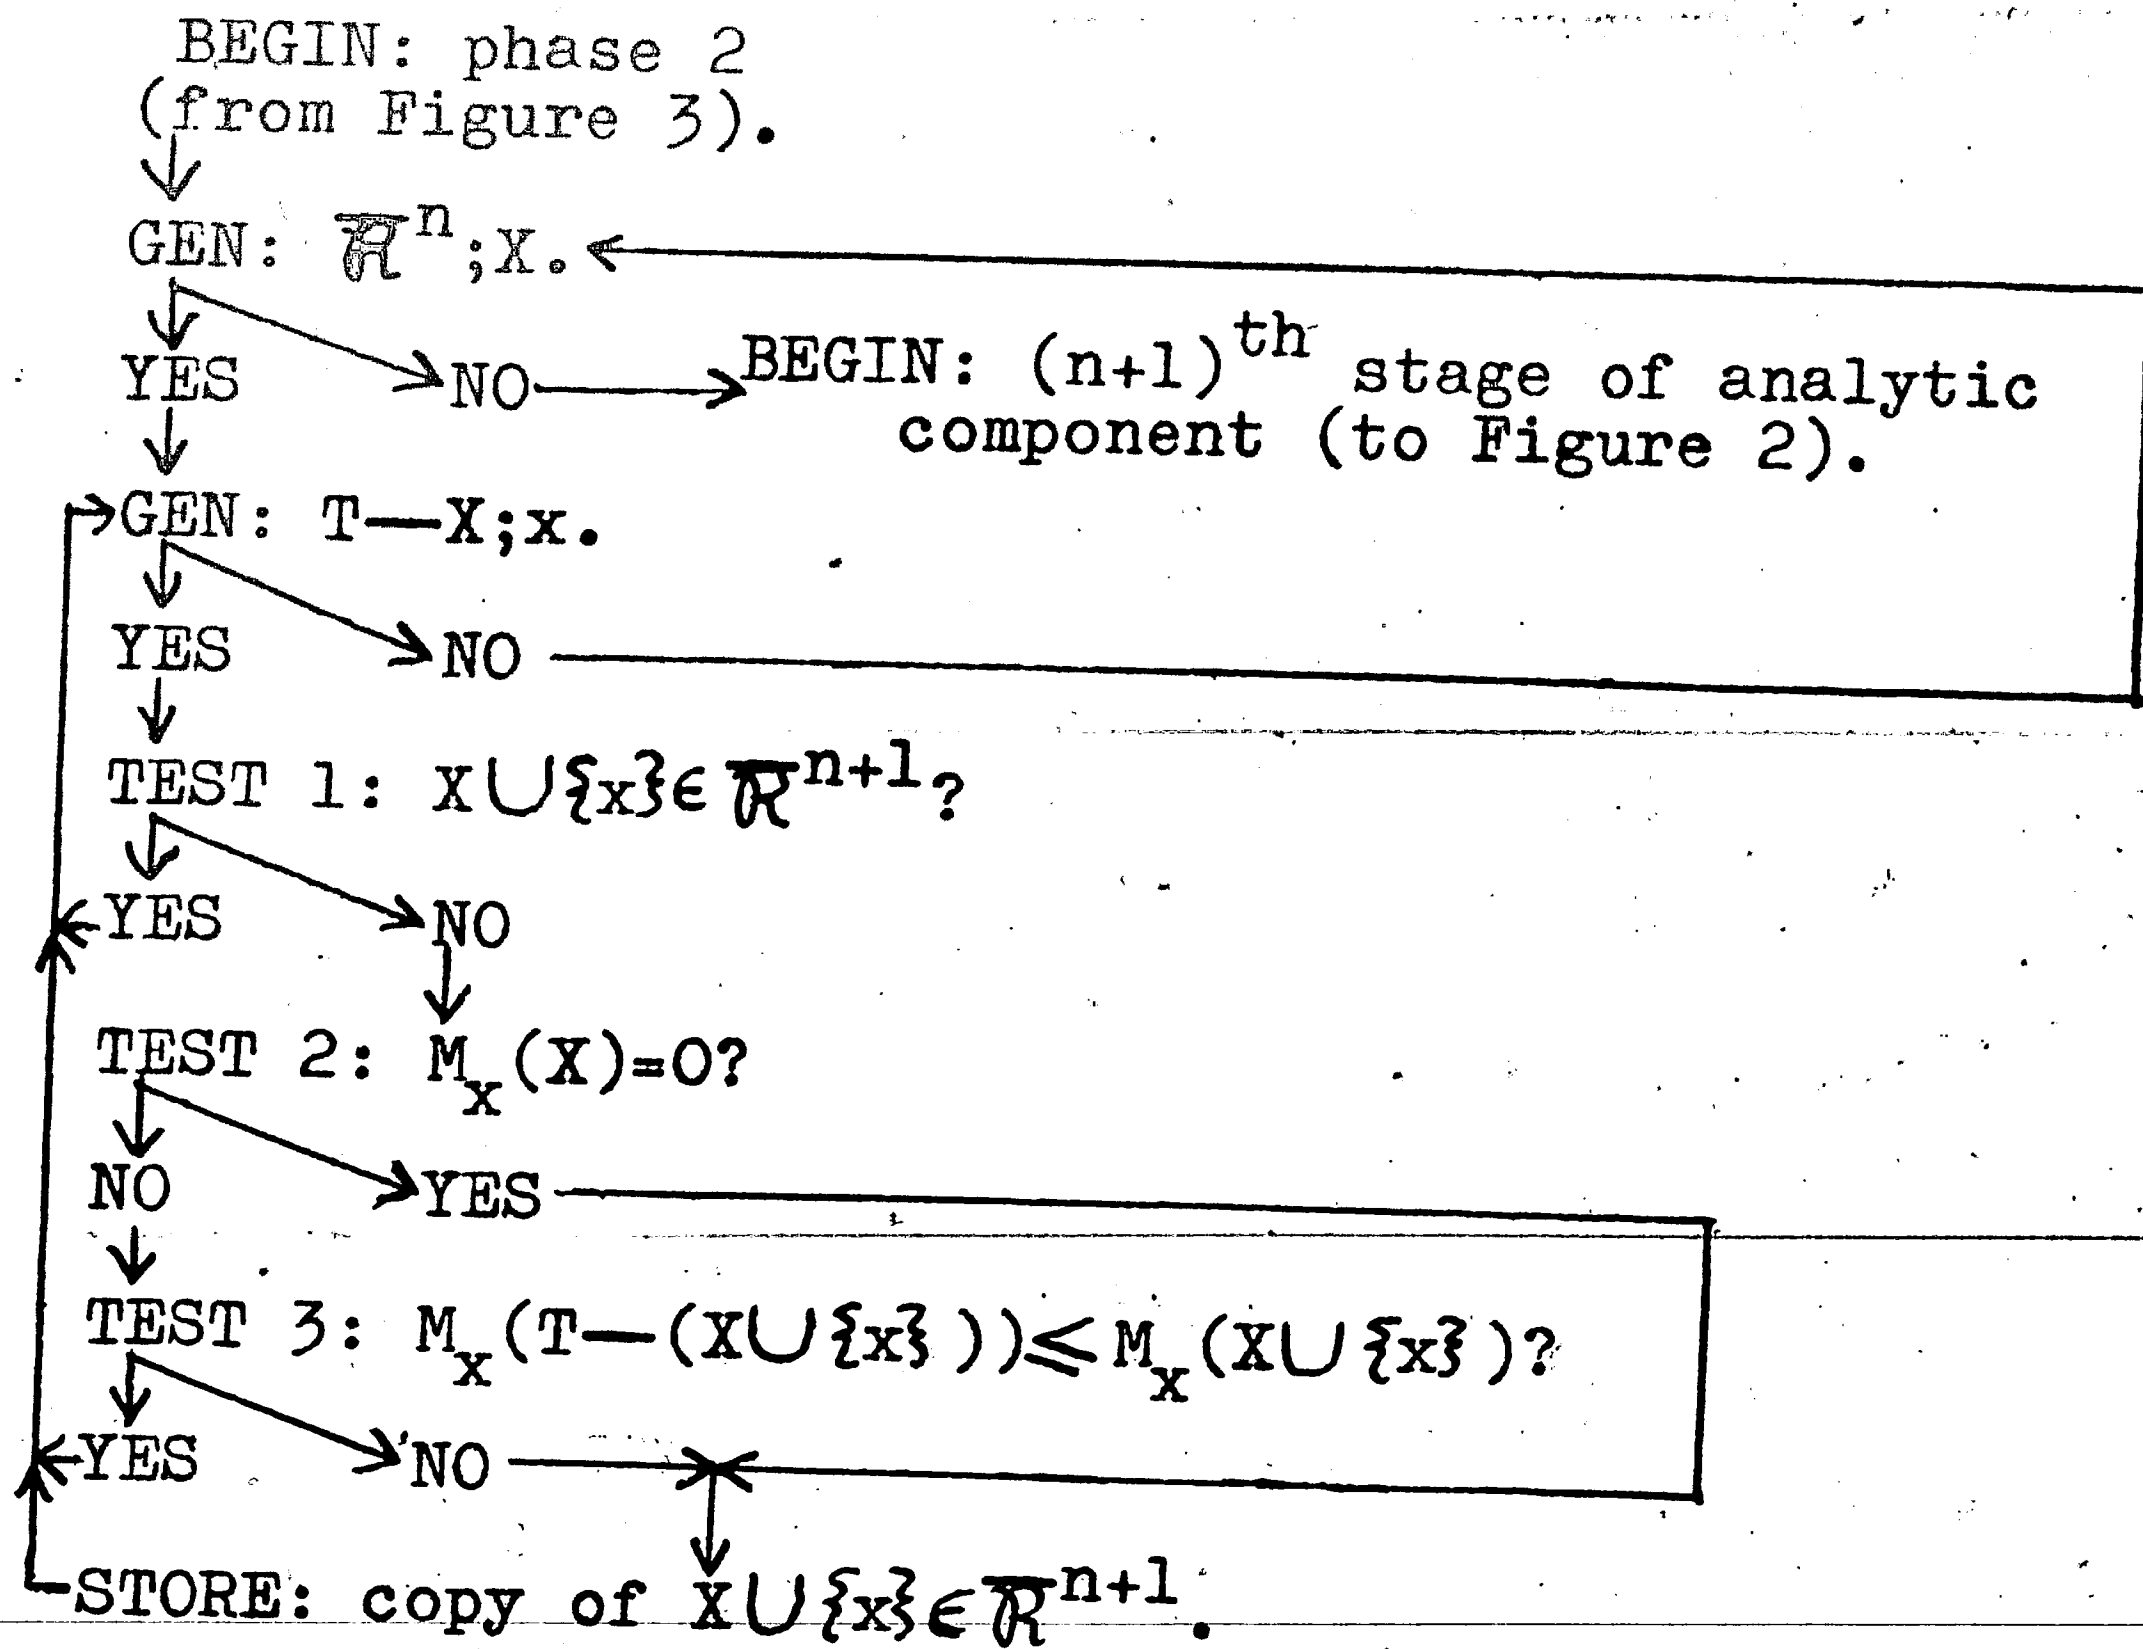 BEGIN: phase 2
(from Figure 3).
GEN: ℛ̅ⁿ;X.
YES
NO
BEGIN: (n+1)ᵗʰ stage of analytic
component (to Figure 2).
GEN: T—X;x.
YES
NO
TEST 1: X∪{x}∈ℛ̅ⁿ⁺¹?
YES
NO
TEST 2: Mₓ(X)=0?
NO
YES
TEST 3: Mₓ(T—(X∪{x}))≤Mₓ(X∪{x})?
YES
NO
STORE: copy of X∪{x}∈ℛ̅ⁿ⁺¹.